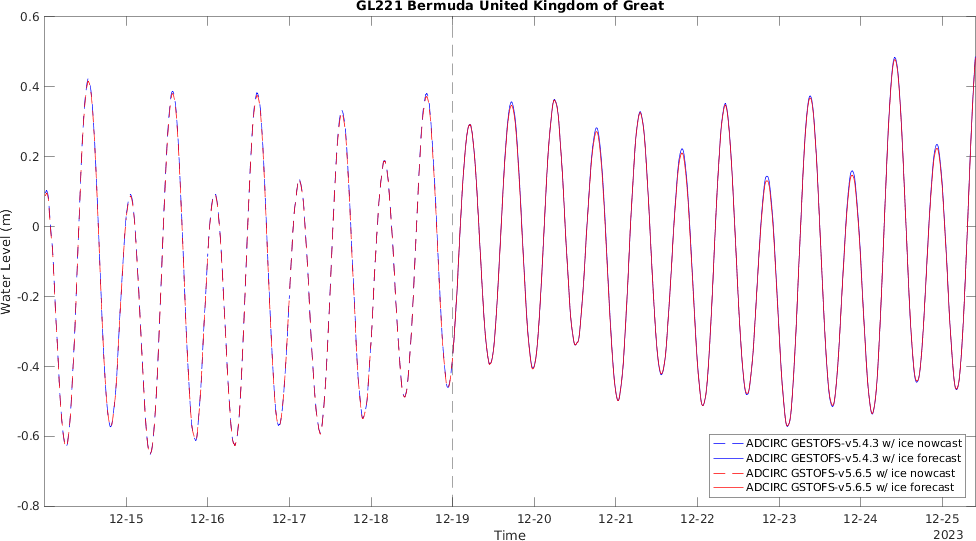 GL221 Bermuda United Kingdom of Great
0.6
0.4
0.2
0
-0.2
-0.4
-0.6
-0.8
Water Level (m)
ADCIRC GESTOFS-v5.4.3 w/ ice nowcast
ADCIRC GESTOFS-v5.4.3 w/ ice forecast
ADCIRC GSTOFS-v5.6.5 w/ ice nowcast
ADCIRC GSTOFS-v5.6.5 w/ ice forecast
12-15 12-16 12-17 12-18 12-19 12-20 12-21 12-22 12-23 12-24 12-25
Time 2023